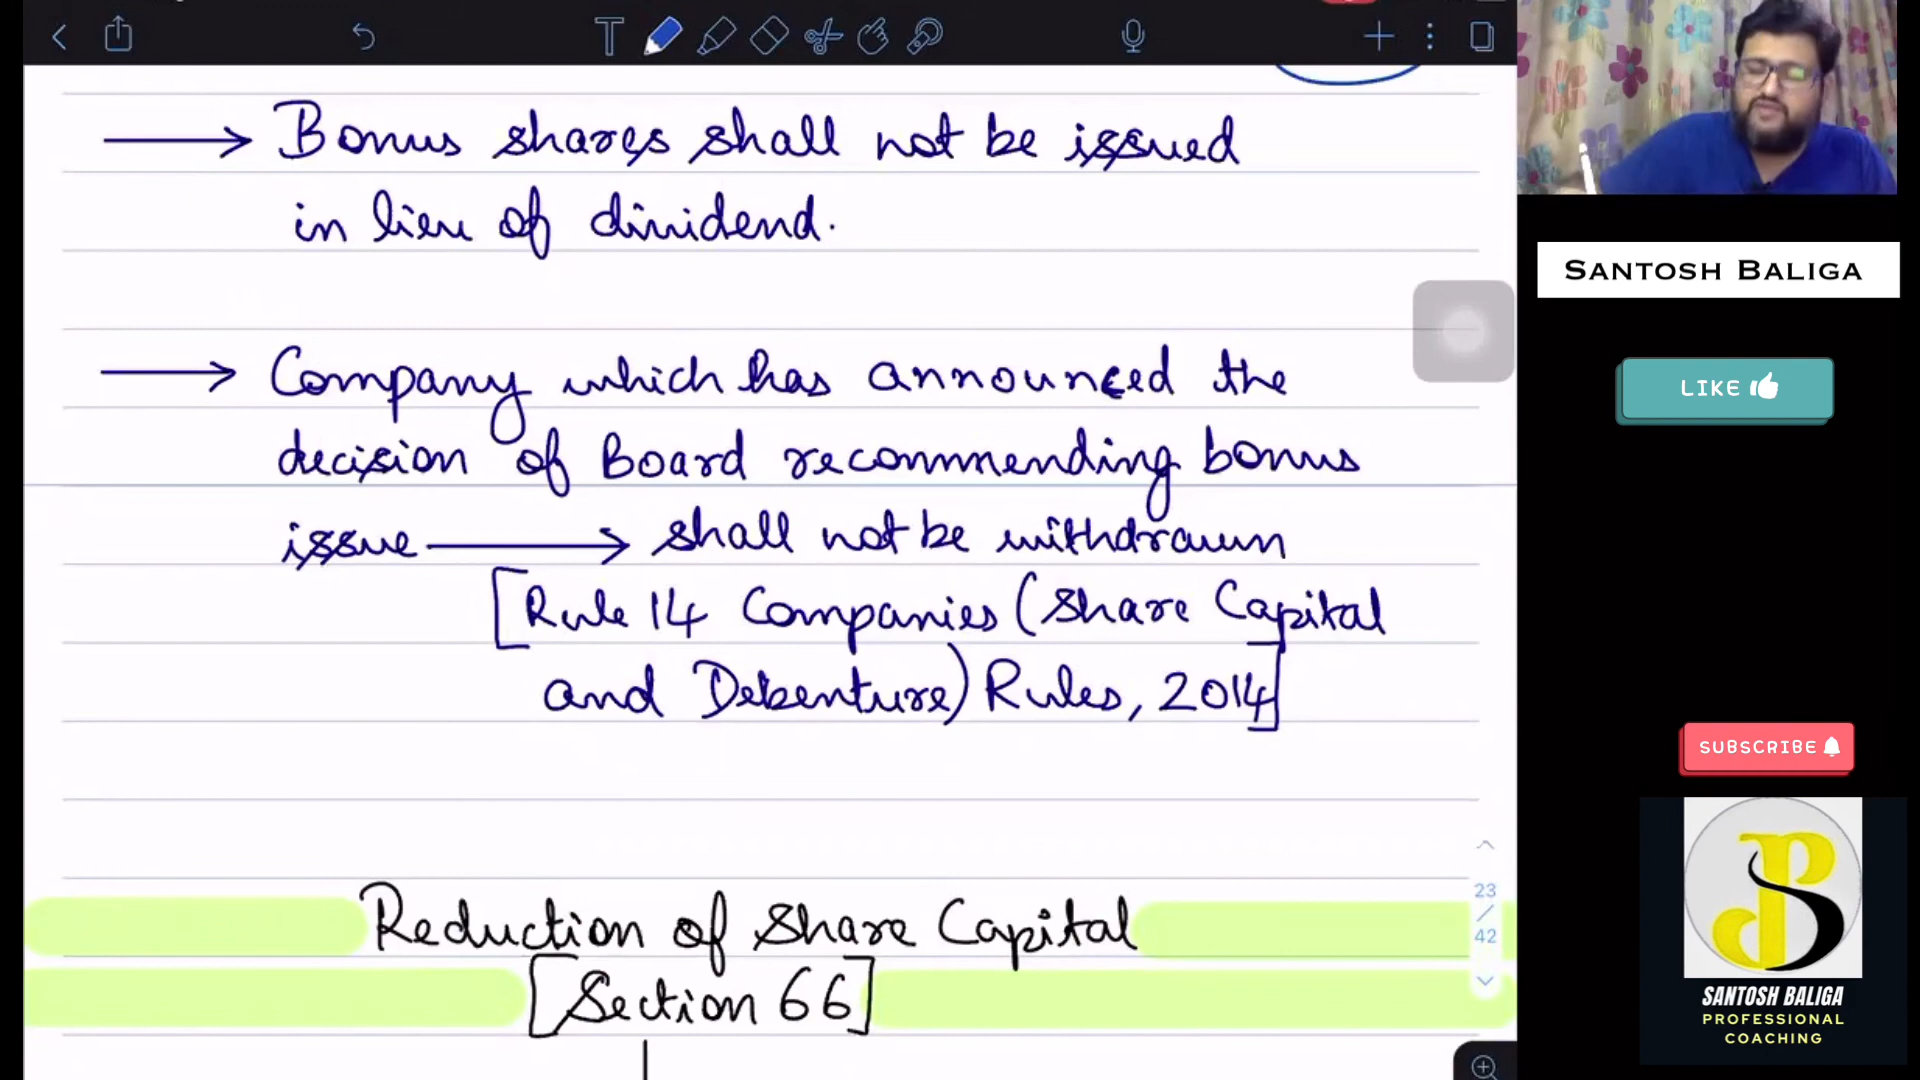 → Bonus shares shall not be issued
in lieu of dividend.
→ Company which has announced the
decision of Board recommending bonus
issue → shall not be withdrawn
[Rule 14 Companies (Share Capital
and Debenture) Rules, 2014]
Reduction of Share Capital
[Section 66]
23
/
42
SANTOSH BALIGA
LIKE
SUBSCRIBE
SANTOSH BALIGA
PROFESSIONAL
COACHING